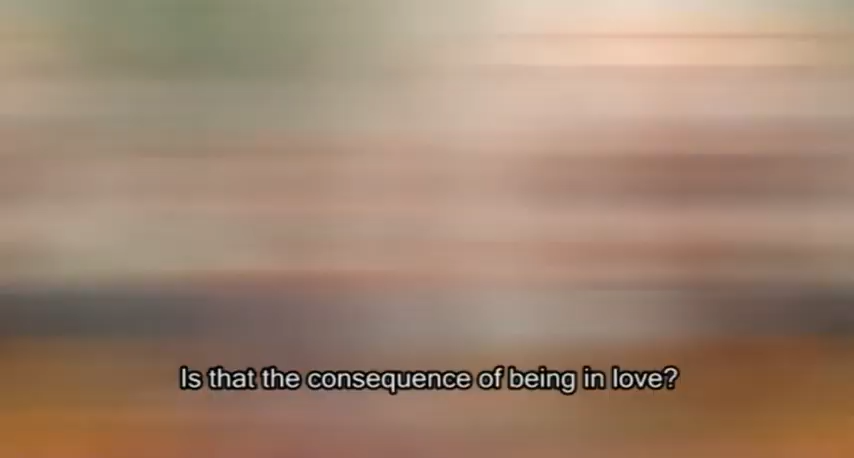 Is that the consequence of being in love?